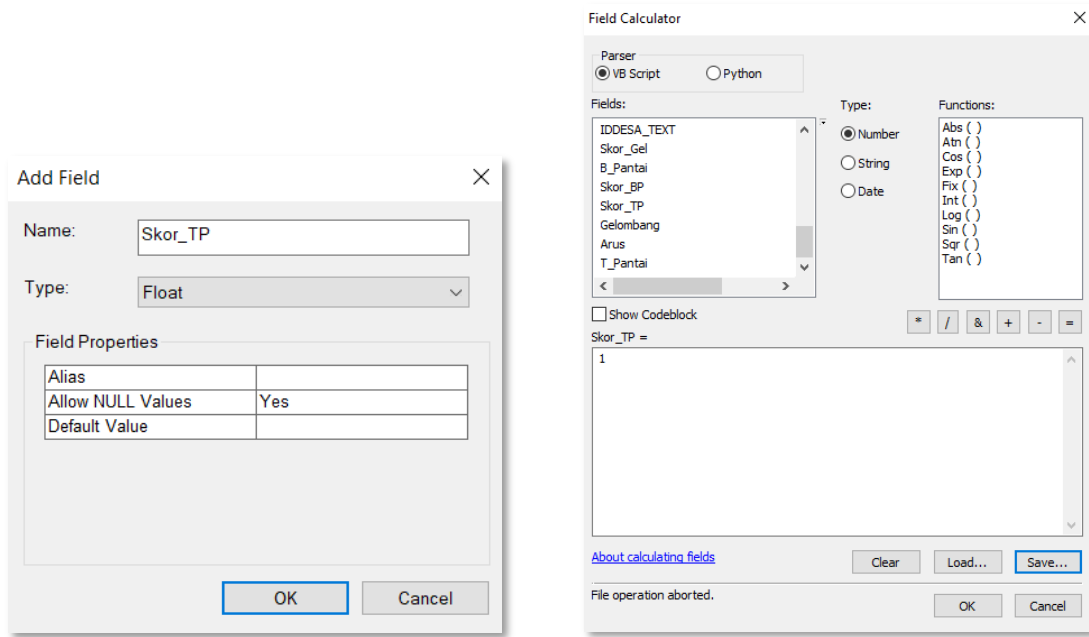 Add Field
Name:
Skor_TP
Type:
Float
Field Properties
Alias
Allow NULL Values Yes
Default Value
OK Cancel
Field Calculator
Parser
VB Script Python
Fields:
IDDESA_TEXT
Skor_Gel
B_Pantai
Skor_BP
Skor_TP
Gelombang
Arus
T_Pantai
Type:
Number
String
Date
Functions:
Abs ( )
Atn ( )
Cos ( )
Exp ( )
Fix ( )
Int ( )
Log ( )
Sin ( )
Sqr ( )
Tan ( )
Show Codeblock
* / & + - =
Skor_TP =
1
About calculating fields
Clear Load... Save...
File operation aborted.
OK Cancel